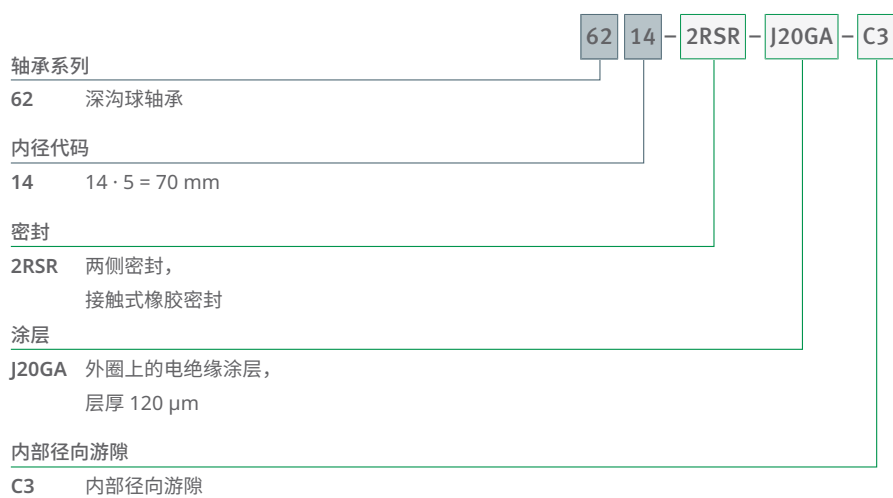 62 14 – 2RSR – J20GA – C3
轴承系列
62 深沟球轴承
内径代码
14 14 · 5 = 70 mm
密封
2RSR 两侧密封，
接触式橡胶密封
涂层
J20GA 外圈上的电绝缘涂层，
层厚 120 µm
内部径向游隙
C3 内部径向游隙